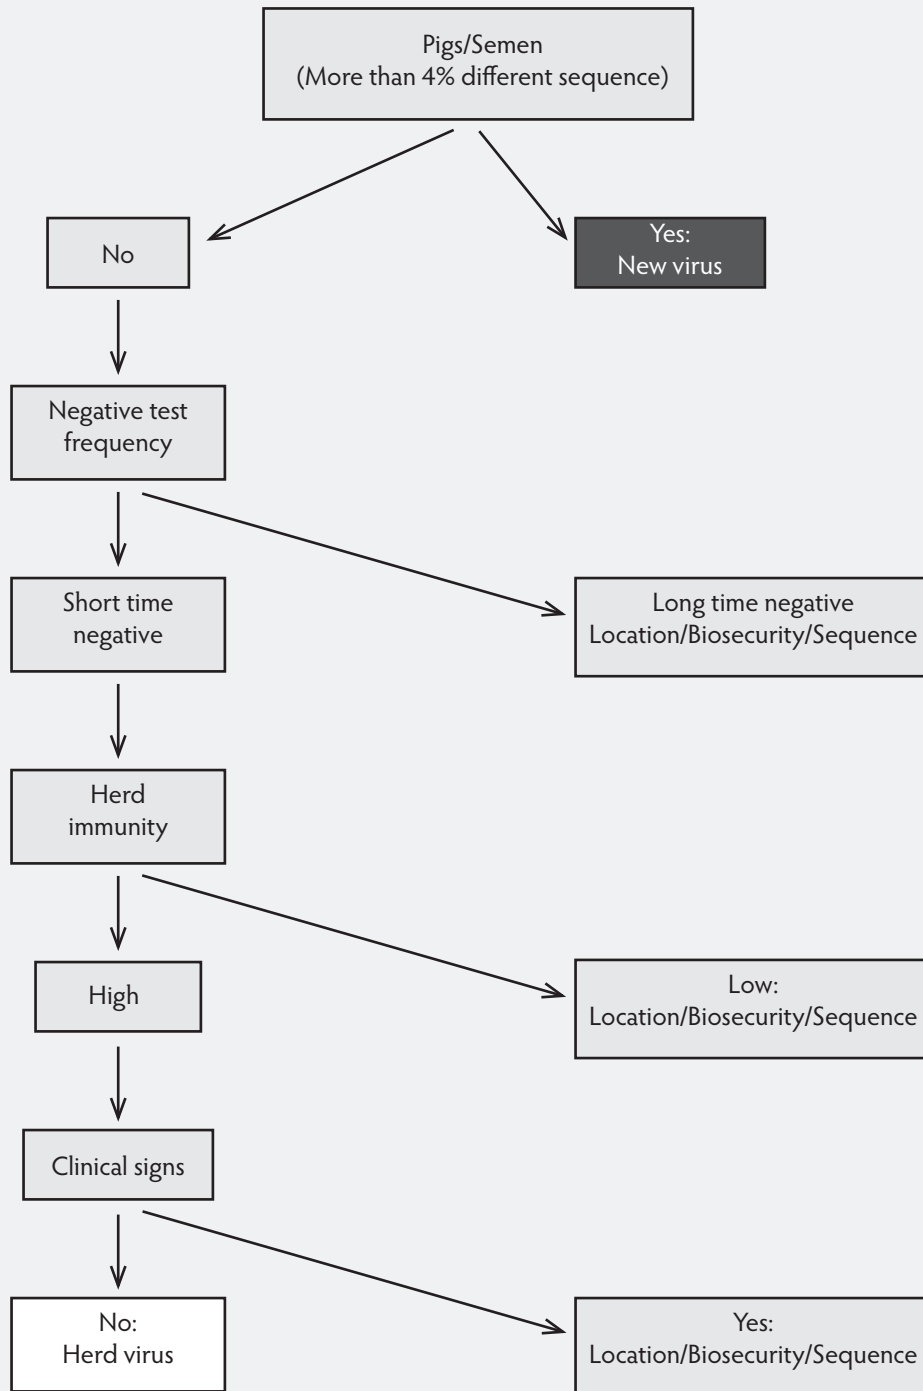 Pigs/Semen
(More than 4% different sequence)
No
Yes:
New virus
Negative test
frequency
Short time
negative
Long time negative
Location/Biosecurity/Sequence
Herd
immunity
High
Low:
Location/Biosecurity/Sequence
Clinical signs
No:
Herd virus
Yes:
Location/Biosecurity/Sequence